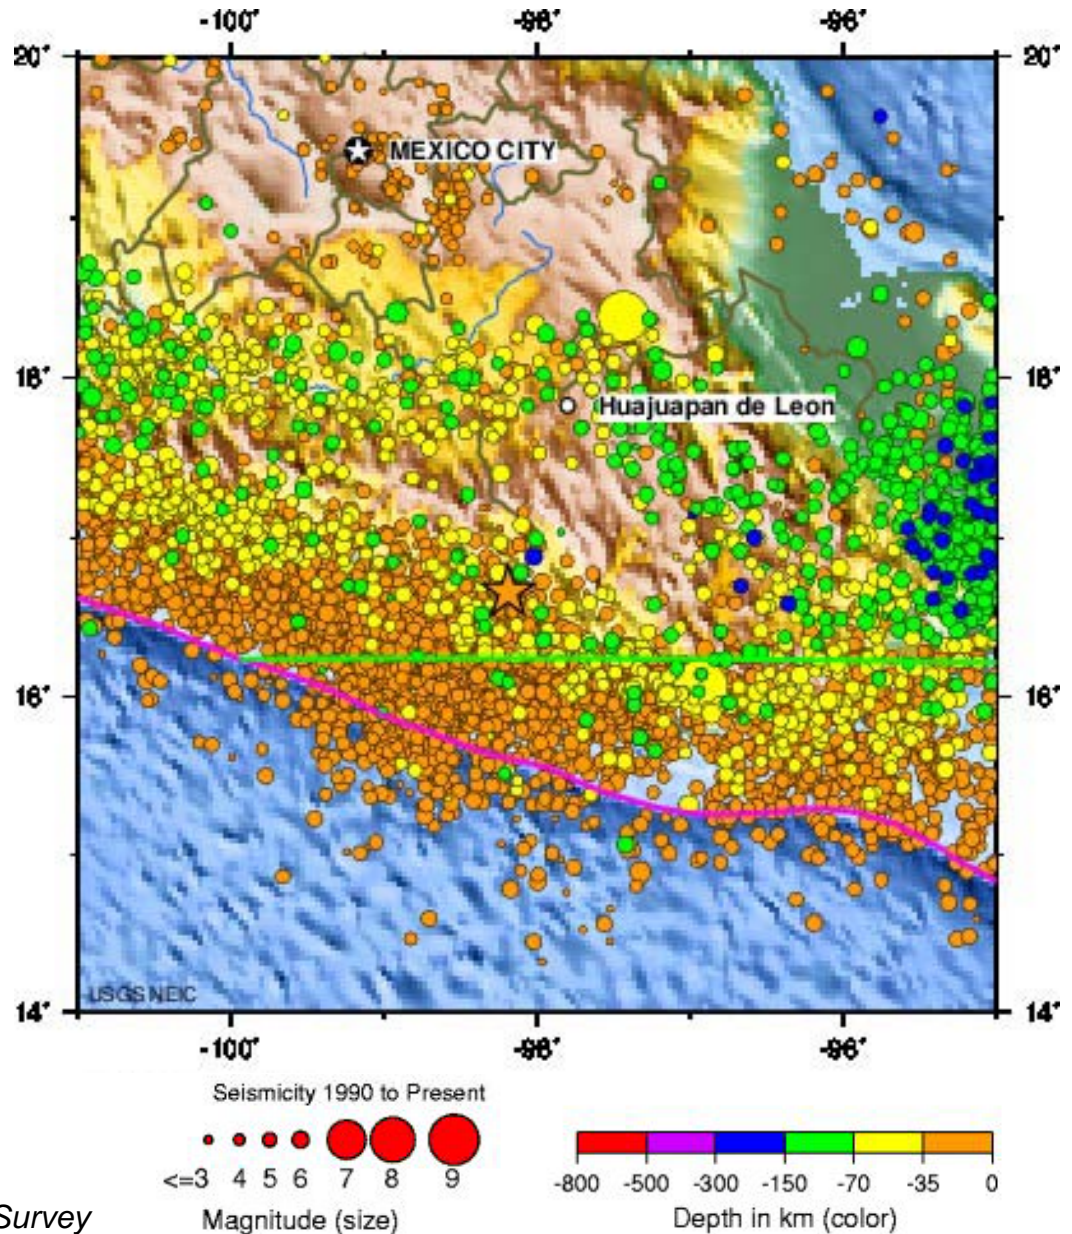 -100° -98° -96°
20° 20°
MEXICO CITY
18° 18°
Huajuapan de Leon
16° 16°
USGS NEIC
14° 14°
-100° -98° -96°
Seismicity 1990 to Present
<=3 4 5 6 7 8 9
Magnitude (size)
-800 -500 -300 -150 -70 -35 0
Depth in km (color)
Survey